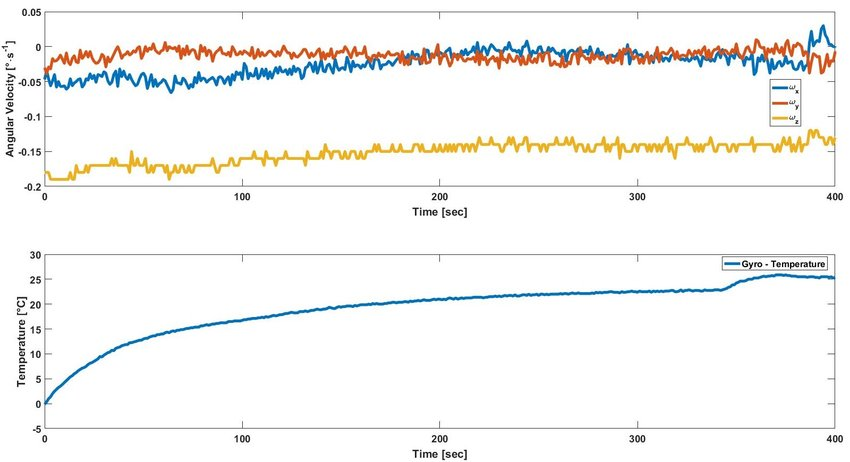 0.05
0
-0.05
-0.1
-0.15
-0.2
Angular Velocity [°·s⁻¹]
ωx
ωy
ωz
0 100 200 300 400
Time [sec]
30
25
20
15
10
5
0
-5
Temperature [°C]
Gyro - Temperature
0 100 200 300 400
Time [sec]